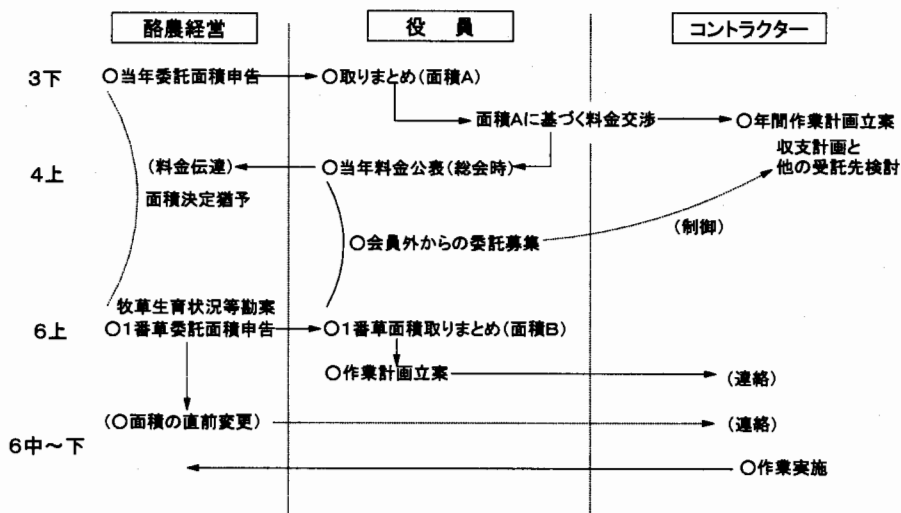 酪農経営
役 員
コントラクター
3下
○当年委託面積申告
○取りまとめ(面積A)
面積Aに基づく料金交渉
○年間作業計画立案
収支計画と
他の受託先検討
4上
(料金伝達)
○当年料金公表(総会時)
面積決定猶予
(制御)
○会員外からの委託募集
牧草生育状況等勘案
6上
○1番草委託面積申告
○1番草面積取りまとめ(面積B)
○作業計画立案
(連絡)
(○面積の直前変更)
(連絡)
6中~下
○作業実施